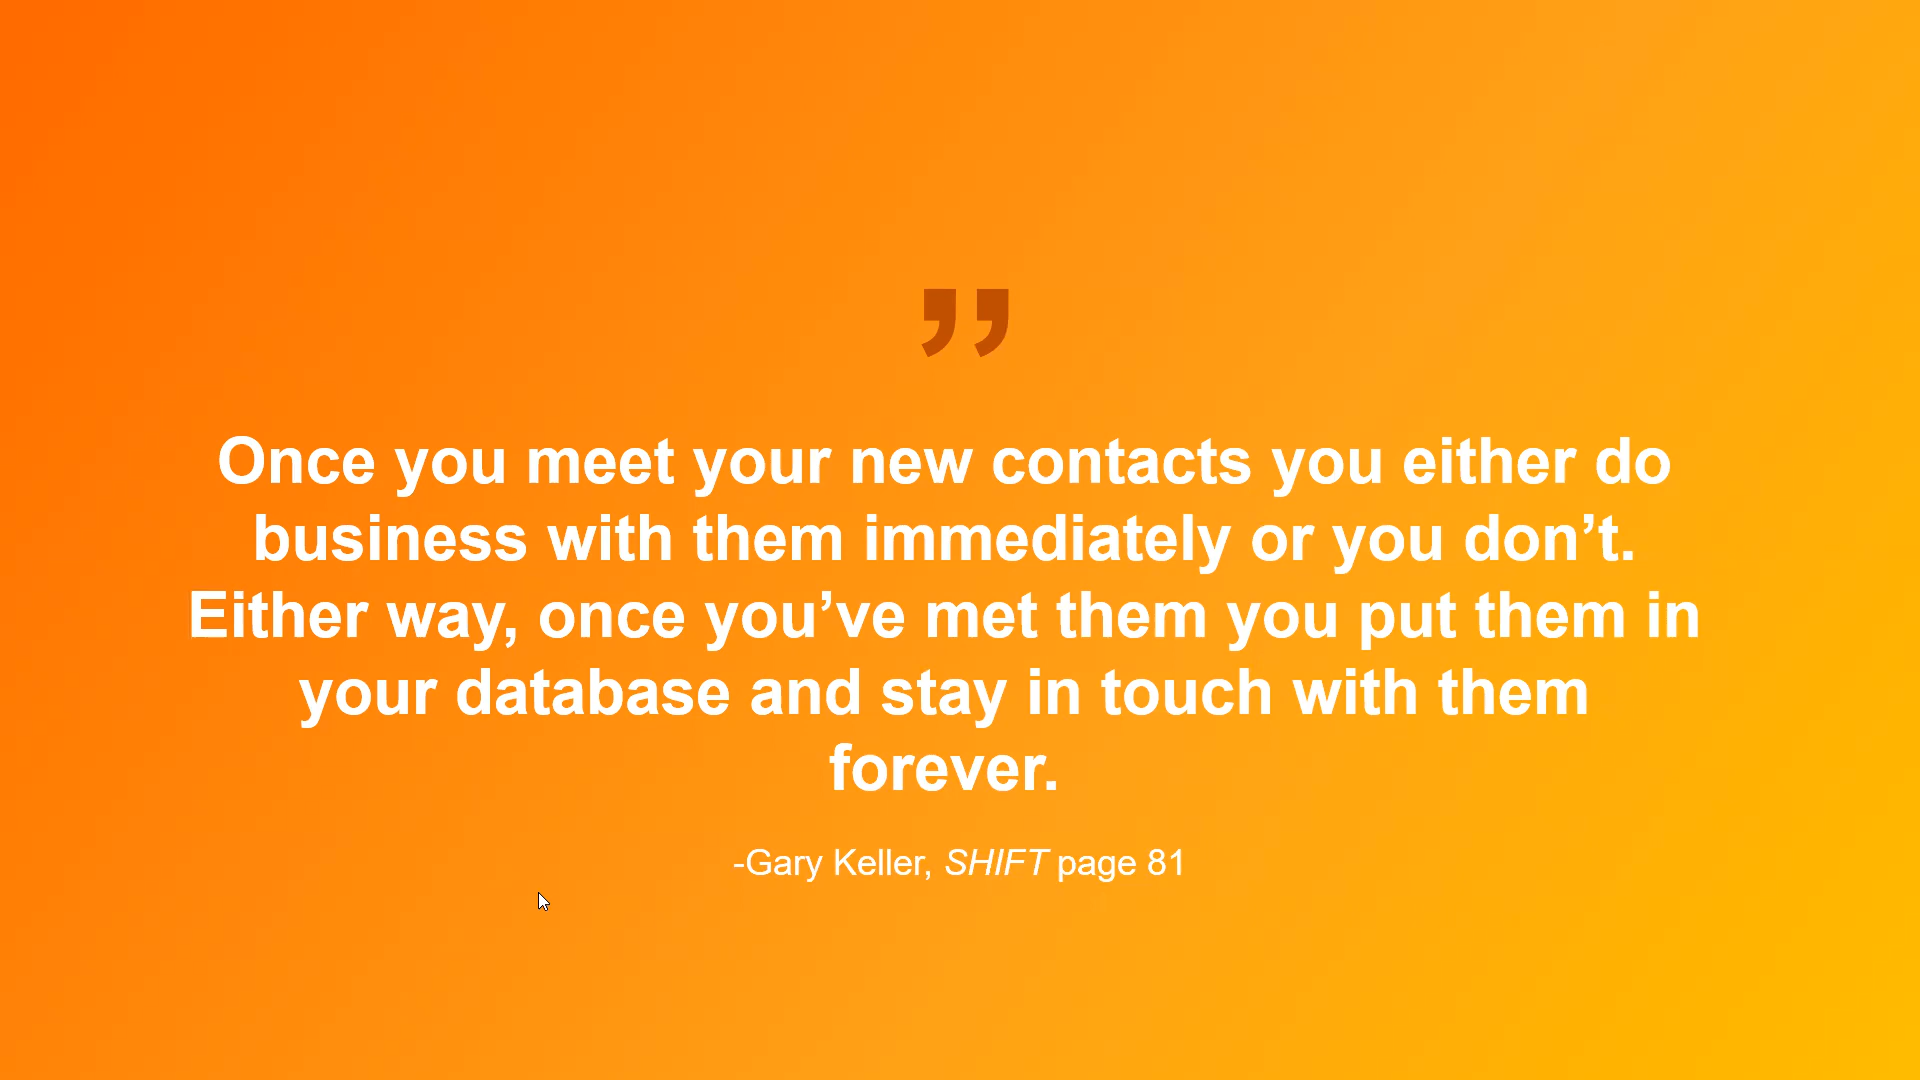 ”
Once you meet your new contacts you either do
business with them immediately or you don’t.
Either way, once you’ve met them you put them in
your database and stay in touch with them
forever.
-Gary Keller, SHIFT page 81